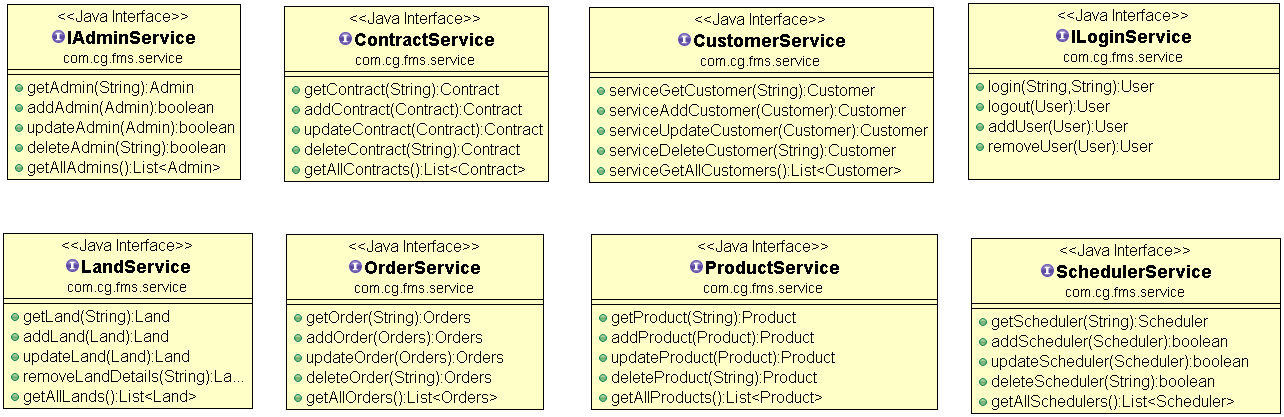 <<Java Interface>>
IAdminService
com.cg.fms.service
getAdmin(String):Admin
addAdmin(Admin):boolean
updateAdmin(Admin):boolean
deleteAdmin(String):boolean
getAllAdmins():List<Admin>
<<Java Interface>>
ContractService
com.cg.fms.service
getContract(String):Contract
addContract(Contract):Contract
updateContract(Contract):Contract
deleteContract(String):Contract
getAllContracts():List<Contract>
<<Java Interface>>
CustomerService
com.cg.fms.service
serviceGetCustomer(String):Customer
serviceAddCustomer(Customer):Customer
serviceUpdateCustomer(Customer):Customer
serviceDeleteCustomer(String):Customer
serviceGetAllCustomers():List<Customer>
<<Java Interface>>
ILoginService
com.cg.fms.service
login(String,String):User
logout(User):User
addUser(User):User
removeUser(User):User
<<Java Interface>>
LandService
com.cg.fms.service
getLand(String):Land
addLand(Land):Land
updateLand(Land):Land
removeLandDetails(String):La...
getAllLands():List<Land>
<<Java Interface>>
OrderService
com.cg.fms.service
getOrder(String):Orders
addOrder(Orders):Orders
updateOrder(Orders):Orders
deleteOrder(String):Orders
getAllOrders():List<Orders>
<<Java Interface>>
ProductService
com.cg.fms.service
getProduct(String):Product
addProduct(Product):Product
updateProduct(Product):Product
deleteProduct(String):Product
getAllProducts():List<Product>
<<Java Interface>>
SchedulerService
com.cg.fms.service
getScheduler(String):Scheduler
addScheduler(Scheduler):boolean
updateScheduler(Scheduler):boolean
deleteScheduler(String):boolean
getAllSchedulers():List<Scheduler>